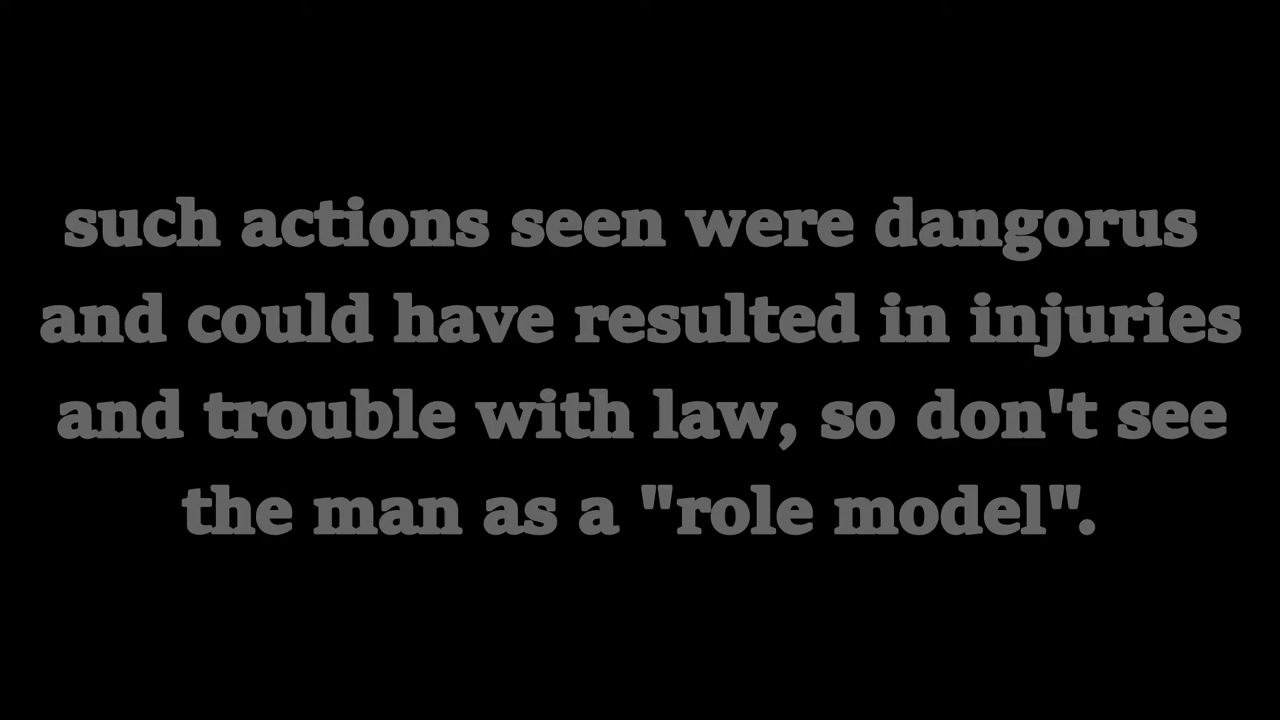 such actions seen were dangorus
and could have resulted in injuries
and trouble with law, so don't see
the man as a "role model".